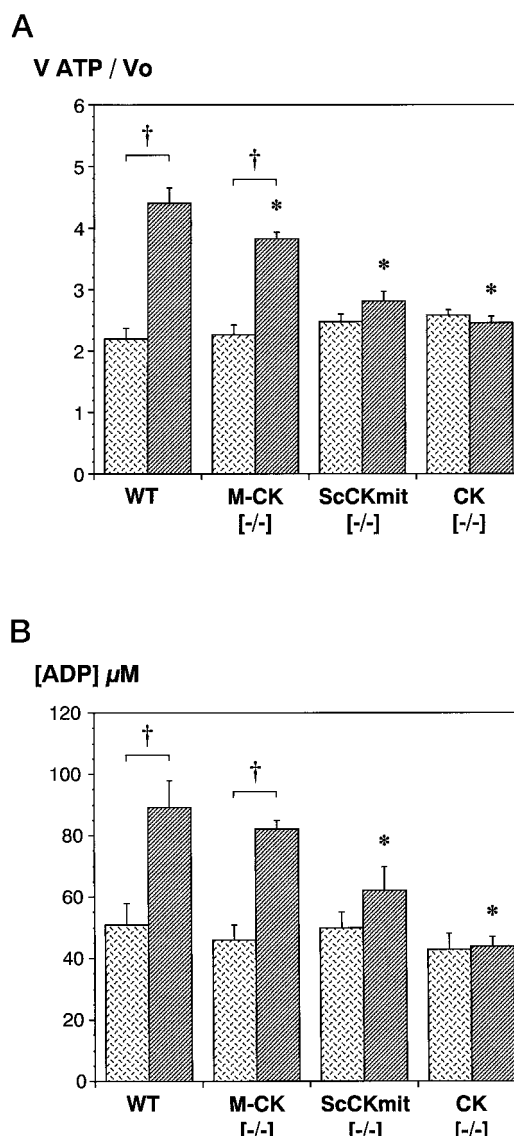 A
V ATP / Vo
6
†
†
5
*
4
3
*
*
2
1
0
WT
M-CK
[-/-]
ScCKmit
[-/-]
CK
[-/-]
B
[ADP] µM
120
†
†
100
80
*
60
*
40
20
0
WT
M-CK
[-/-]
ScCKmit
[-/-]
CK
[-/-]